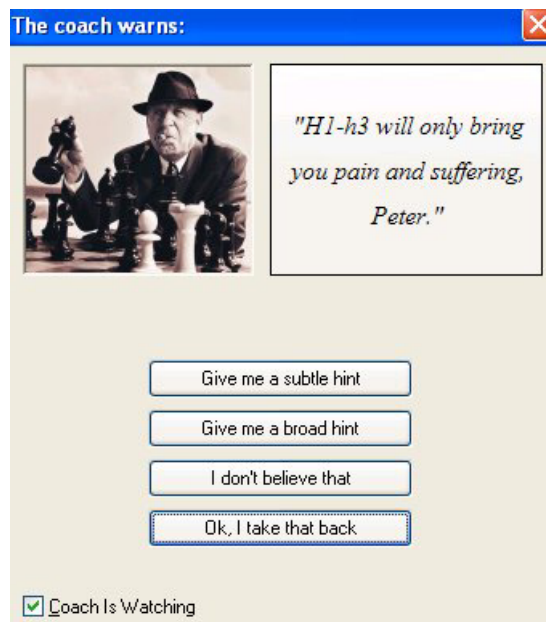 The coach warns:
"H1-h3 will only bring
you pain and suffering,
Peter."
Give me a subtle hint
Give me a broad hint
I don't believe that
Ok, I take that back
Coach Is Watching